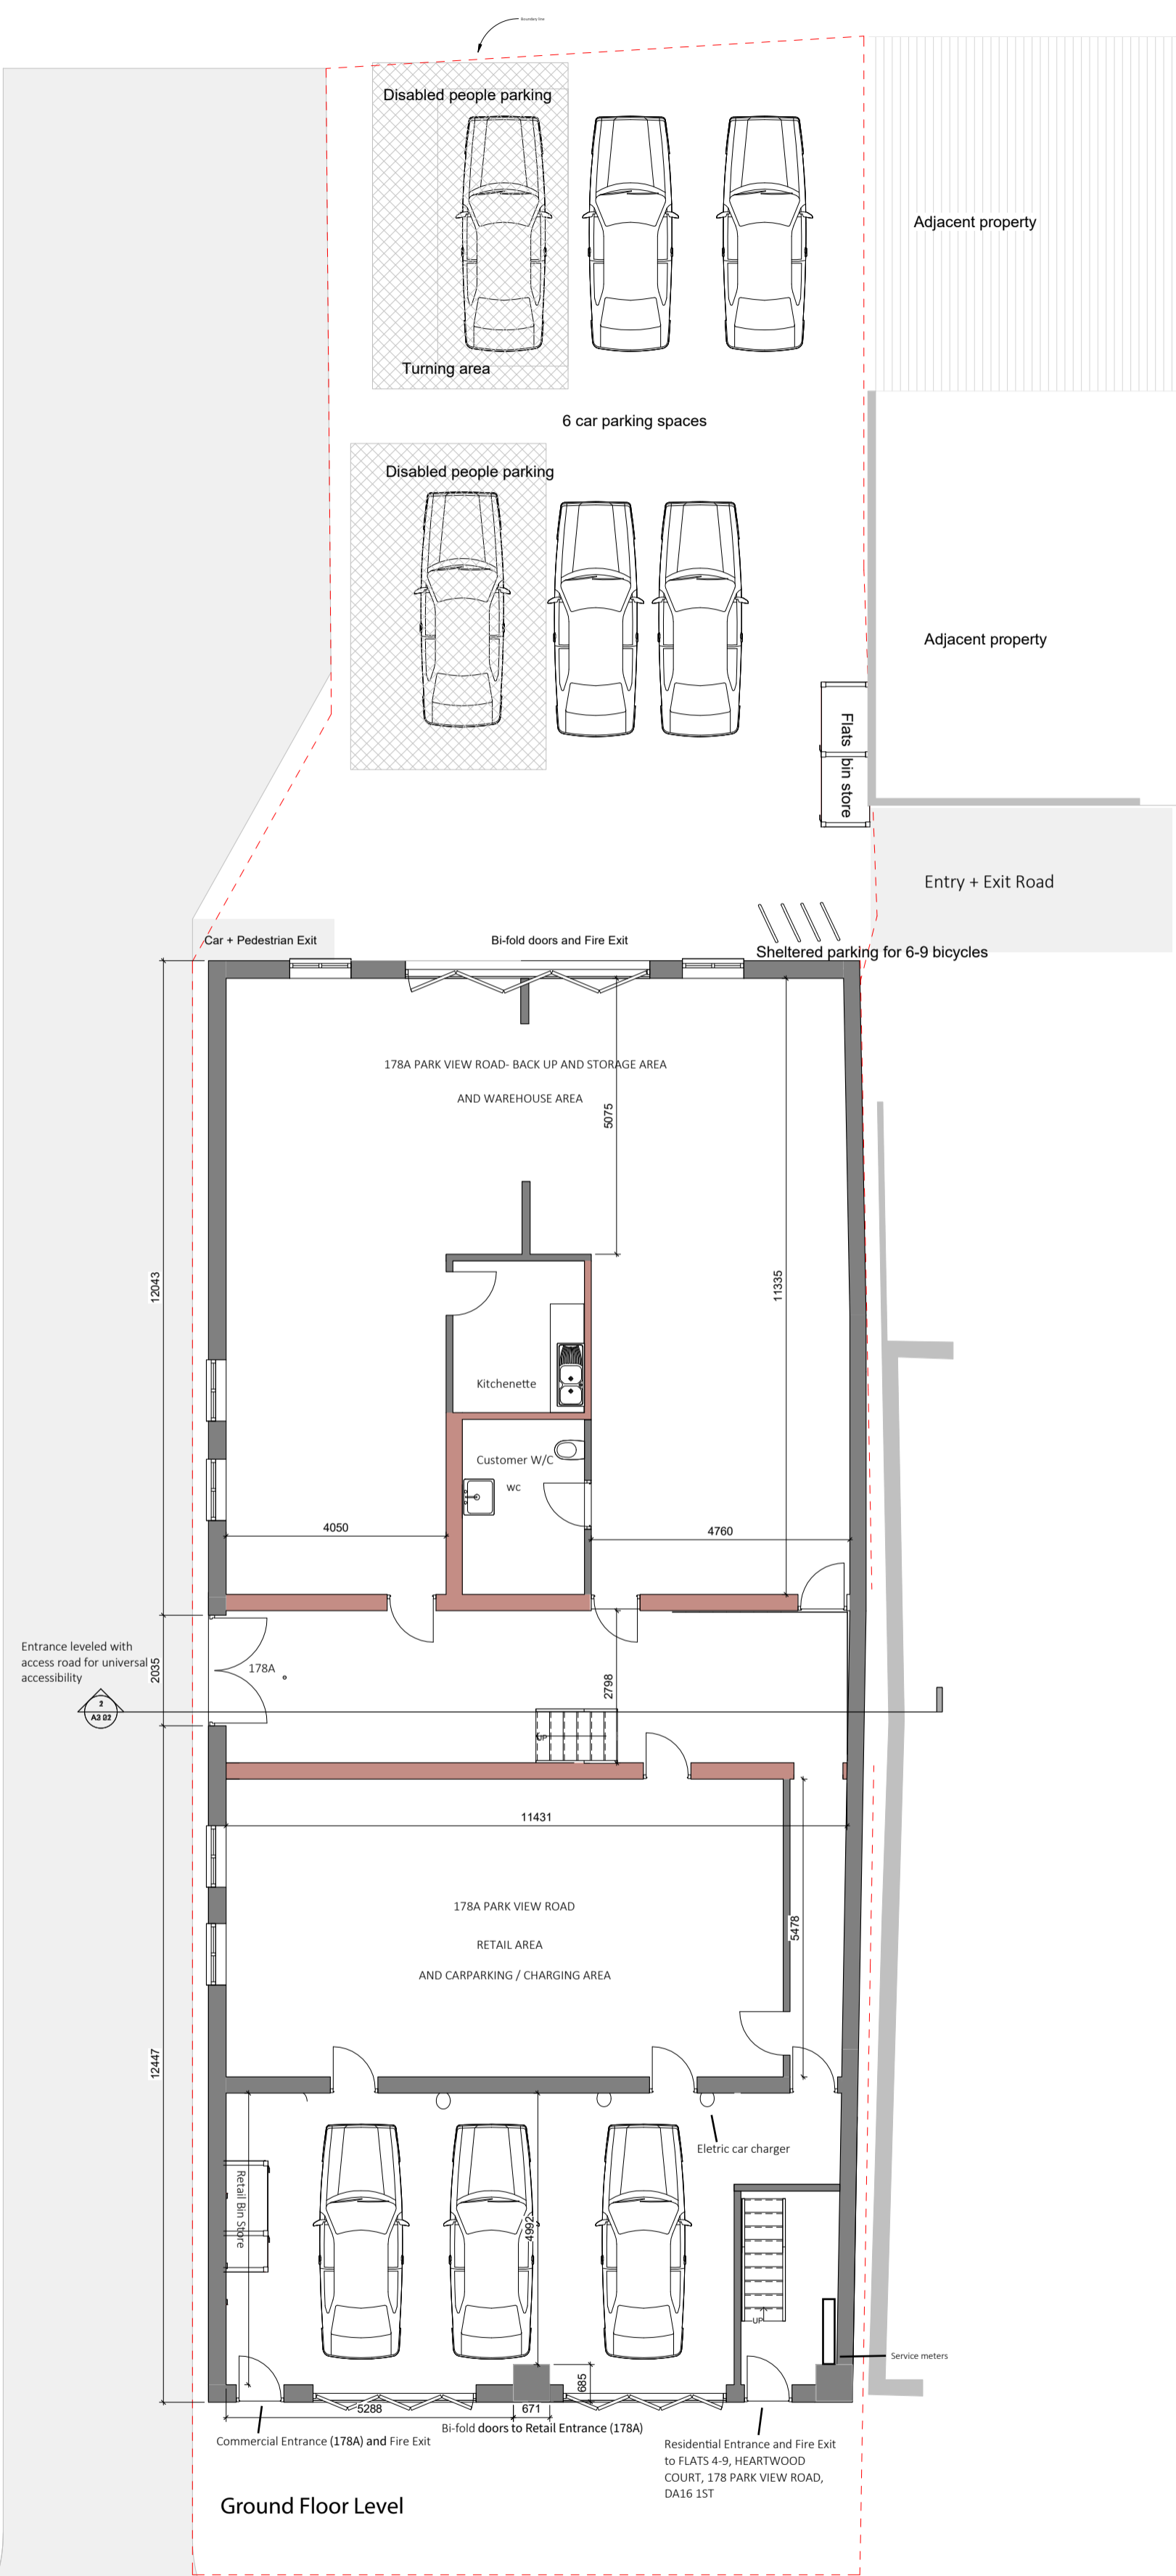 Boundary line
Disabled people parking
Adjacent property
Turning area
6 car parking spaces
Disabled people parking
Adjacent property
Flats bin store
Entry + Exit Road
Car + Pedestrian Exit
Bi-fold doors and Fire Exit
Sheltered parking for 6-9 bicycles
178A PARK VIEW ROAD- BACK UP AND STORAGE AREA
AND WAREHOUSE AREA
5075
12043
11335
Kitchenette
Customer W/C
WC
4050
4760
Entrance leveled with
access road for universal
accessibility
2035
178A
2798
2
A3 02
UP
11431
178A PARK VIEW ROAD
RETAIL AREA
AND CARPARKING / CHARGING AREA
5478
12447
Eletric car charger
Retail Bin Store
4992
UP
Service meters
685
5288
671
Bi-fold doors to Retail Entrance (178A)
Commercial Entrance (178A) and Fire Exit
Residential Entrance and Fire Exit
to FLATS 4-9, HEARTWOOD
COURT, 178 PARK VIEW ROAD,
DA16 1ST
Ground Floor Level